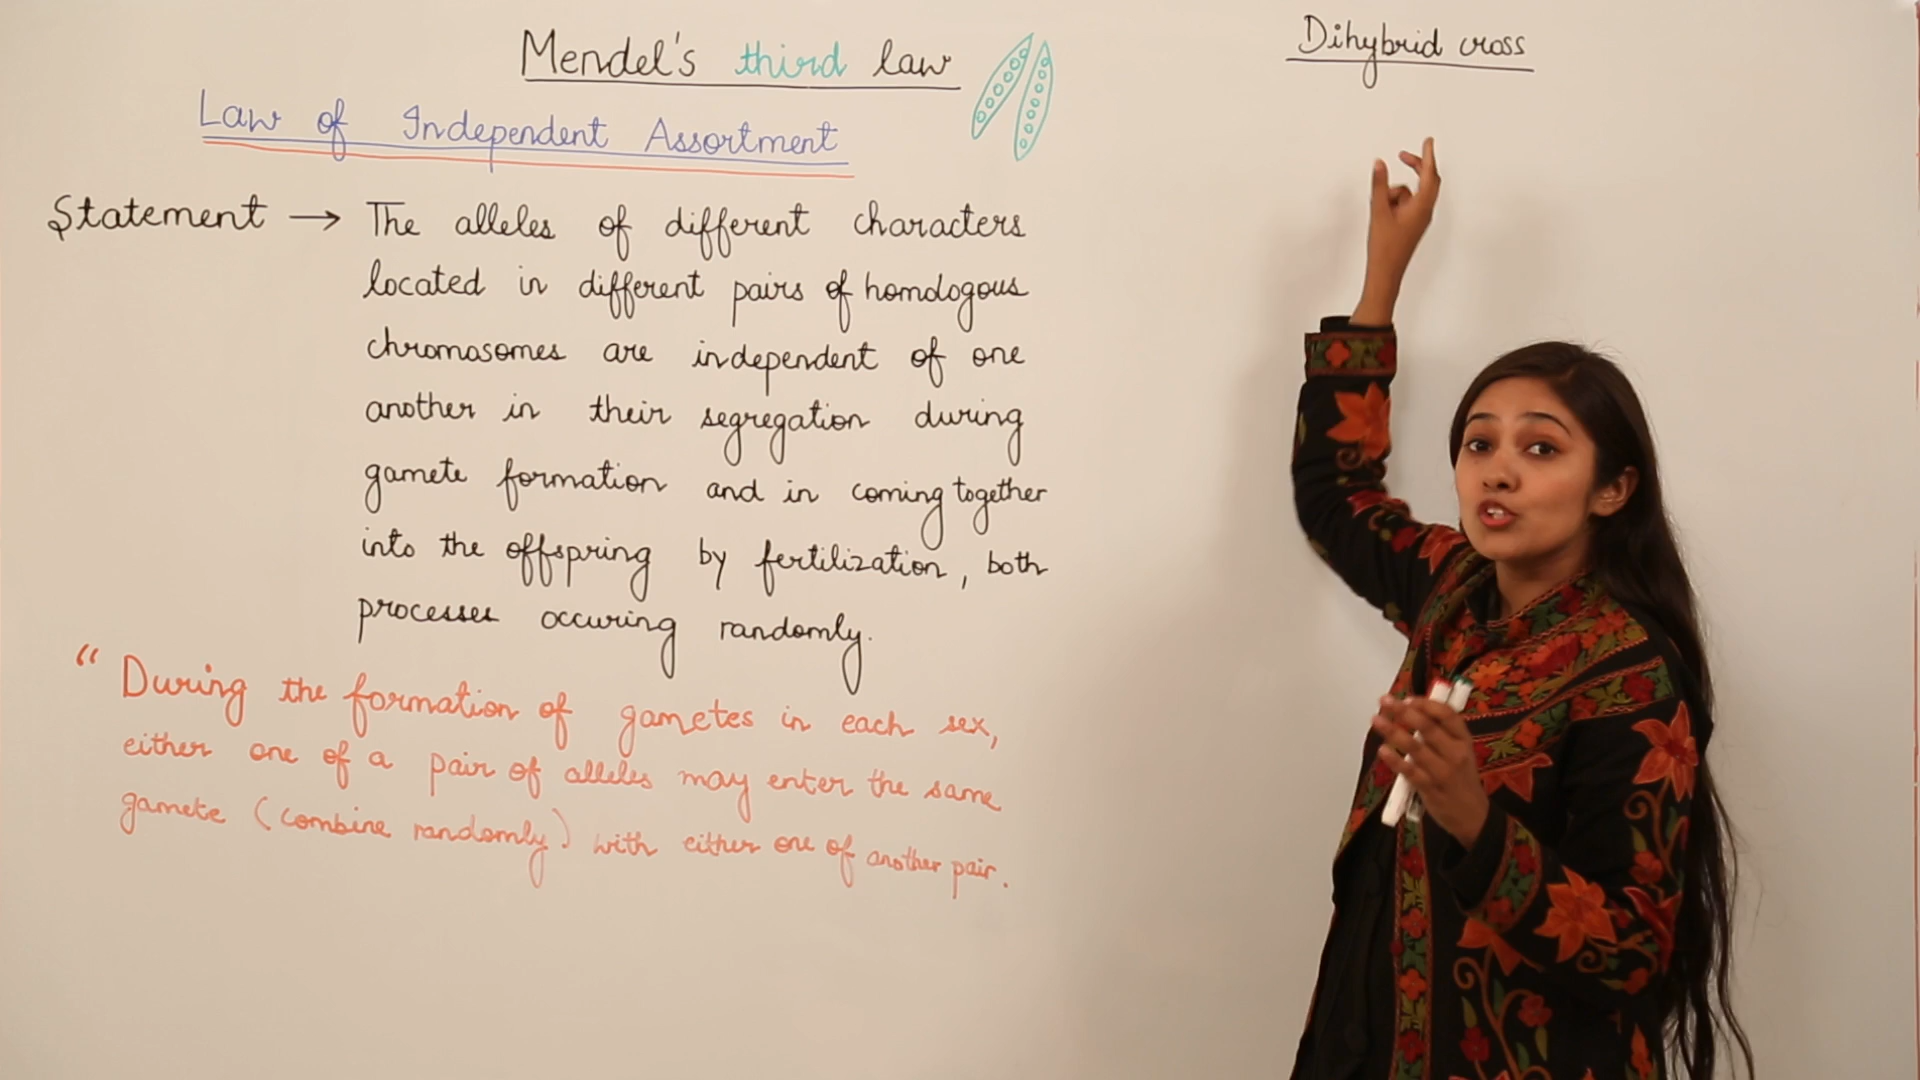 Mendel's third law
Law of Independent Assortment
Statement → The alleles of different characters
located in different pairs of homologous
chromosomes are independent of one
another in their segregation during
gamete formation and in coming together
into the offspring by fertilization, both
processes occuring randomly.
“ During the formation of gametes in each sex,
either one of a pair of alleles may enter the same
gamete (combine randomly) with either one of another pair.
Dihybrid cross